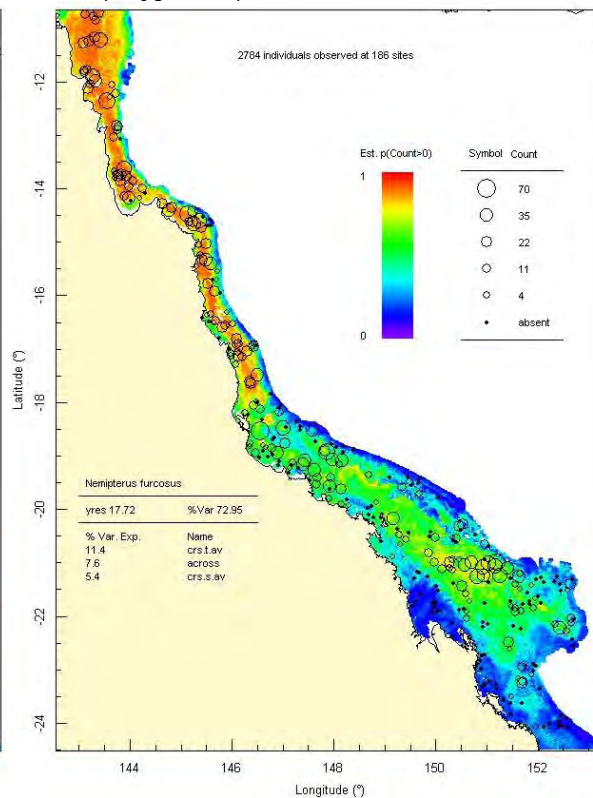 2784 individuals observed at 186 sites
Est. p(Count>0)
1
0
Symbol Count
70
35
22
11
4
absent
Nemipterus furcosus
yres 17.72 %Var 72.95
% Var. Exp. Name
11.4 crs.t.av
7.6 across
5.4 crs.s.av
Latitude (º)
-12
-14
-16
-18
-20
-22
-24
144 146 148 150 152
Longitude (º)